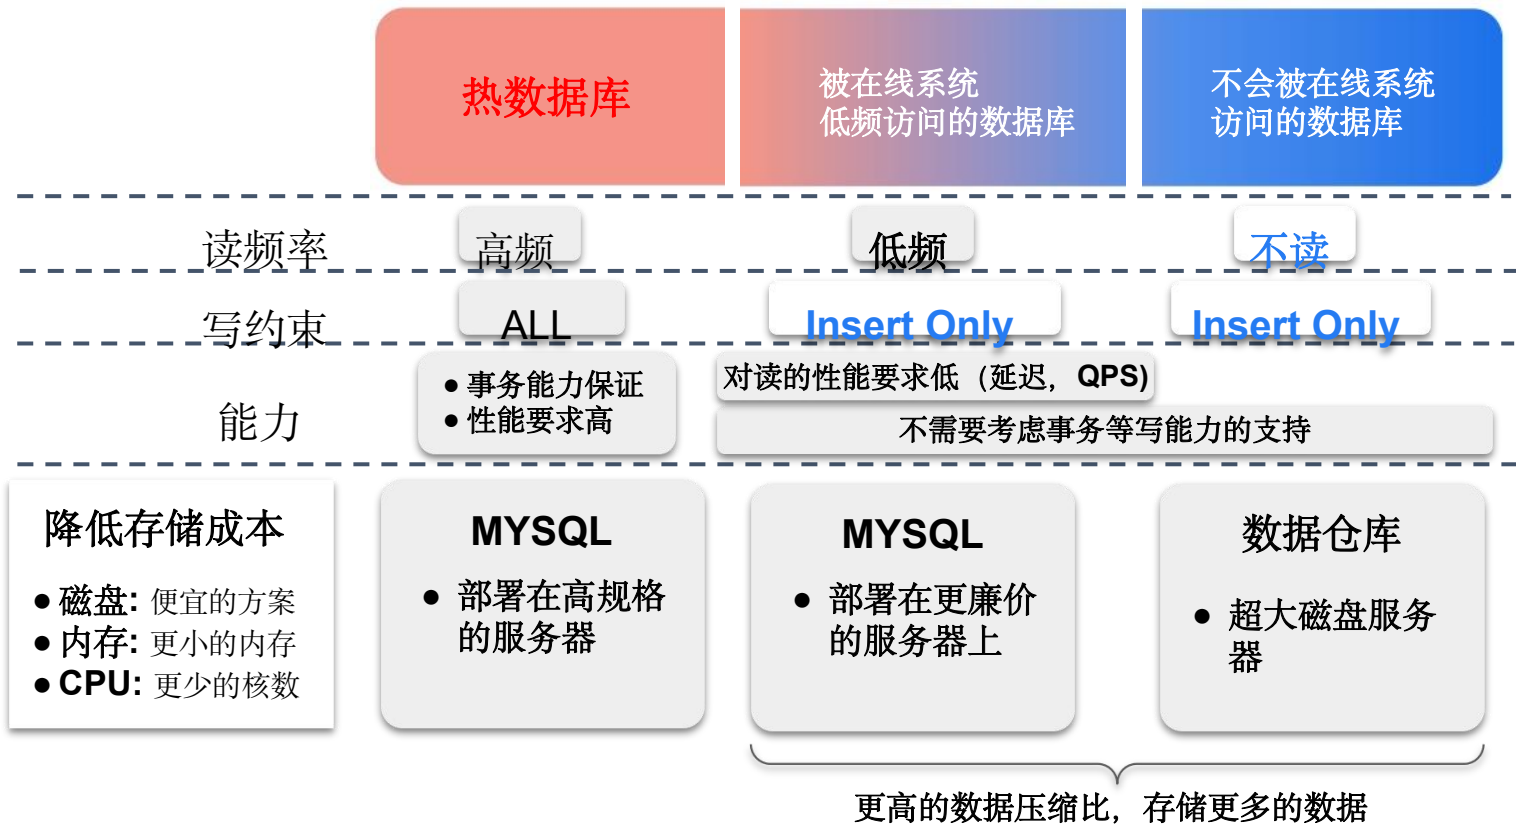 热数据库
被在线系统
低频访问的数据库
不会被在线系统
访问的数据库
读频率
高频
低频
不读
写约束
ALL
Insert Only
Insert Only
能力
● 事务能力保证
● 性能要求高
对读的性能要求低（延迟，QPS)
不需要考虑事务等写能力的支持
降低存储成本
● 磁盘: 便宜的方案
● 内存: 更小的内存
● CPU: 更少的核数
MYSQL
● 部署在高规格
的服务器
MYSQL
● 部署在更廉价
的服务器上
数据仓库
● 超大磁盘服务
器
更高的数据压缩比，存储更多的数据